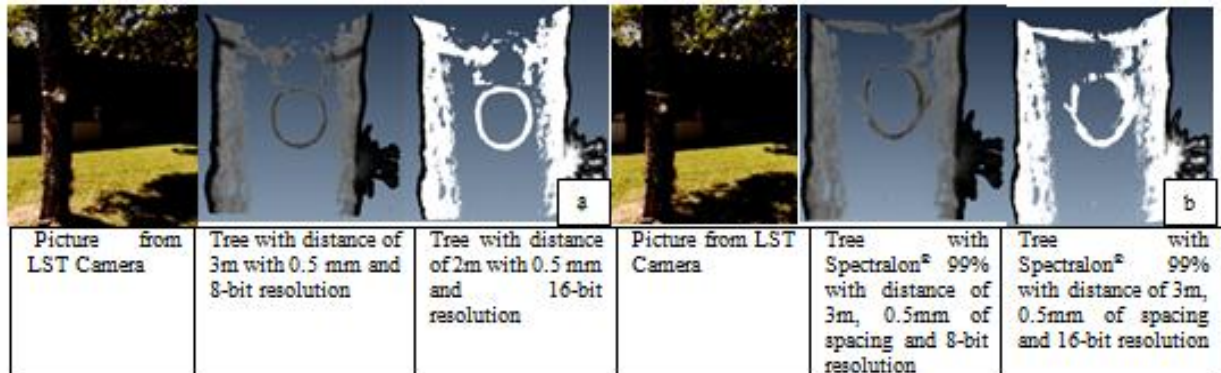 a
b
Picture from
LST Camera
Tree with distance of
3m with 0.5 mm and
8-bit resolution
Tree with distance
of 2m with 0.5 mm
and 16-bit
resolution
Picture from LST
Camera
Tree with
Spectralon® 99%
with distance of
3m, 0.5mm of
spacing and 8-bit
resolution
Tree with
Spectralon® 99%
with distance of 3m,
0.5mm of spacing
and 16-bit resolution